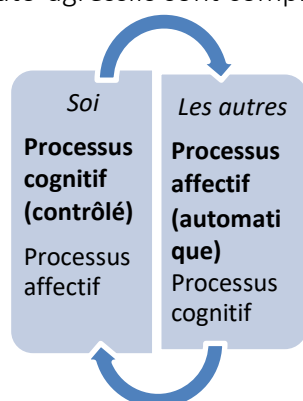 Soi
Processus
cognitif
(contrôlé)
Processus
affectif
Les autres
Processus
affectif
(automati
que)
Processus
cognitif